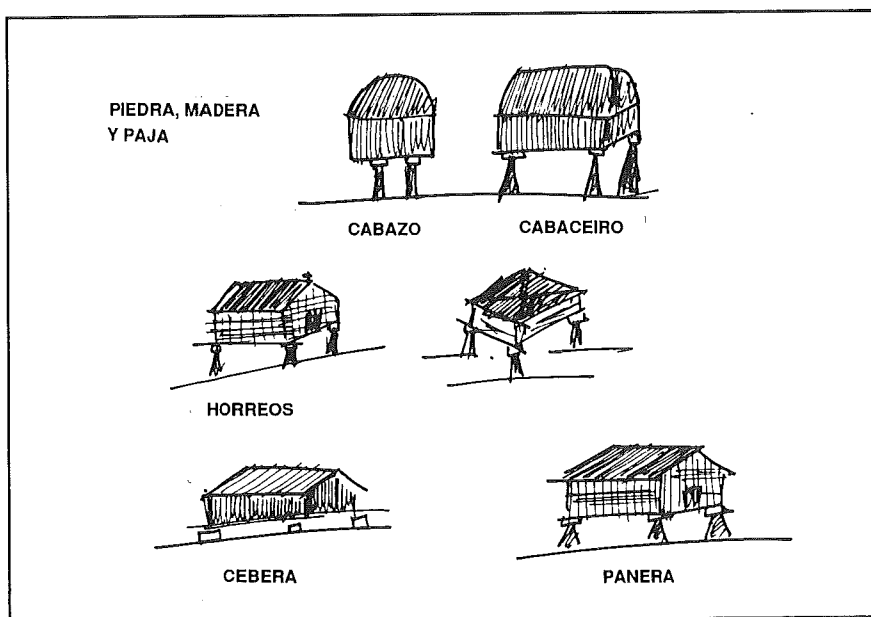 PIEDRA, MADERA
Y PAJA
CABAZO
CABACEIRO
HORREOS
CEBERA
PANERA